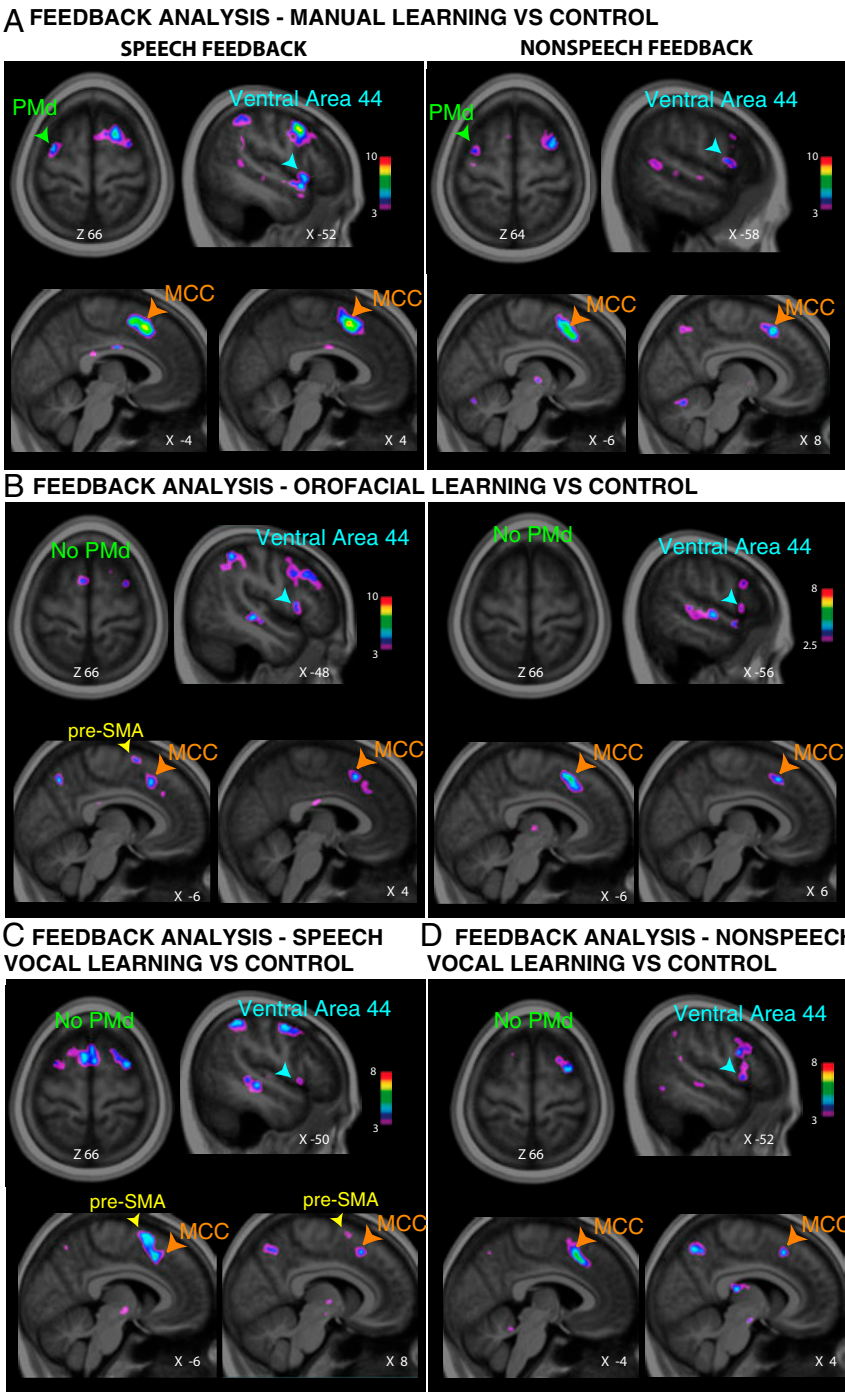 A FEEDBACK ANALYSIS - MANUAL LEARNING VS CONTROL
SPEECH FEEDBACK
NONSPEECH FEEDBACK
PMd
Ventral Area 44
10
3
Z 66
X -52
MCC
MCC
X -4
X 4
PMd
Ventral Area 44
10
3
Z 64
X -58
MCC
MCC
X -6
X 8
B FEEDBACK ANALYSIS - OROFACIAL LEARNING VS CONTROL
No PMd
Ventral Area 44
10
3
Z 66
X -48
pre-SMA
MCC
MCC
X -6
X 4
No PMd
Ventral Area 44
8
2.5
Z 66
X -56
MCC
MCC
X -6
X 6
C FEEDBACK ANALYSIS - SPEECH
VOCAL LEARNING VS CONTROL
No PMd
Ventral Area 44
8
3
Z 66
X -50
pre-SMA
MCC
pre-SMA
MCC
X -6
X 8
D FEEDBACK ANALYSIS - NONSPEECH
VOCAL LEARNING VS CONTROL
No PMd
Ventral Area 44
8
3
Z 66
X -52
MCC
MCC
X -4
X 4